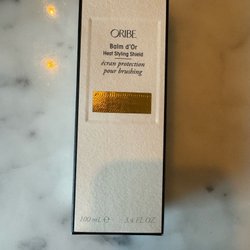 ORIBE
Balm d'Or
Heat Styling Shield
écran protection
pour brushing
100 mL ℮ 3.4 FL OZ